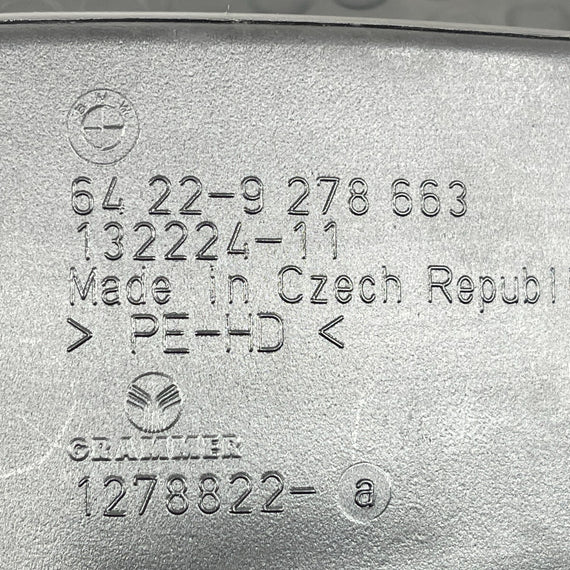 BMW
64 22-9 278 663
132224-11
Made in Czech Republi
> PE-HD <
GRAMMER
1278822- a